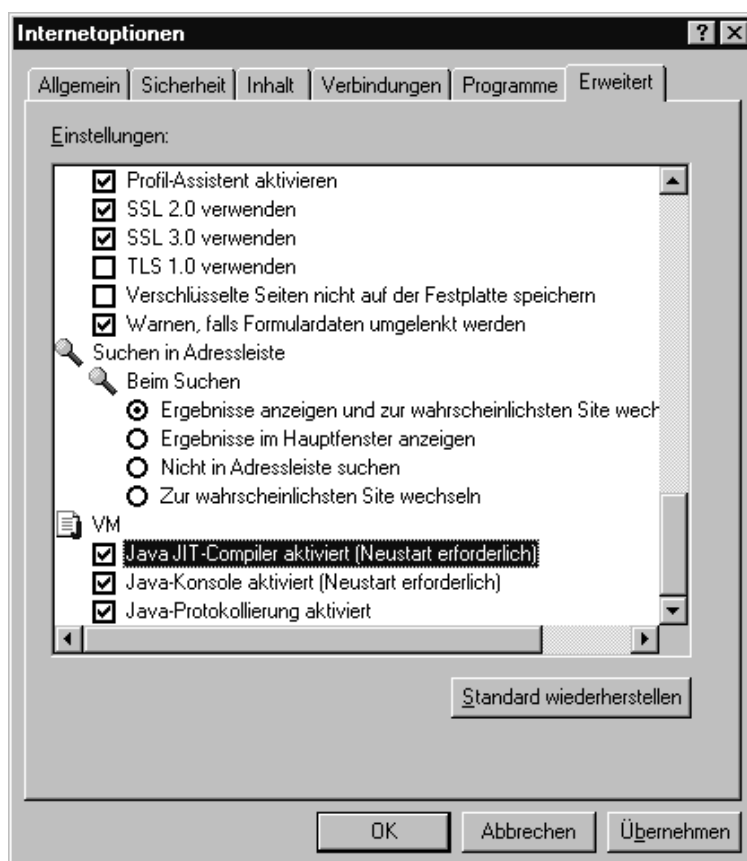 Internetoptionen
Allgemein Sicherheit Inhalt Verbindungen Programme Erweitert
Einstellungen:
Profil-Assistent aktivieren
SSL 2.0 verwenden
SSL 3.0 verwenden
TLS 1.0 verwenden
Verschlüsselte Seiten nicht auf der Festplatte speichern
Warnen, falls Formulardaten umgelenkt werden
Suchen in Adressleiste
Beim Suchen
Ergebnisse anzeigen und zur wahrscheinlichsten Site wech
Ergebnisse im Hauptfenster anzeigen
Nicht in Adressleiste suchen
Zur wahrscheinlichsten Site wechseln
VM
Java JIT-Compiler aktiviert (Neustart erforderlich)
Java-Konsole aktiviert (Neustart erforderlich)
Java-Protokollierung aktiviert
Standard wiederherstellen
OK Abbrechen Übernehmen